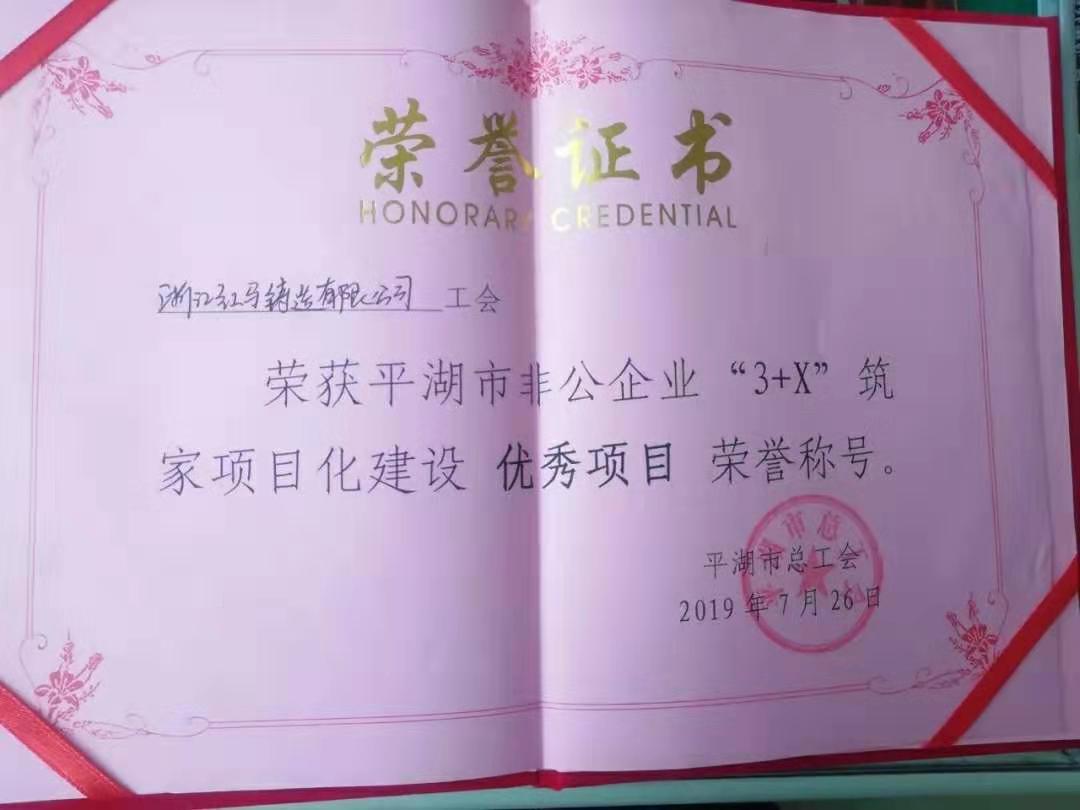 荣誉证书
HONORARY CREDENTIAL
浙江红马铸造有限公司 工会
荣获平湖市非公企业“3+X”筑
家项目化建设 优秀项目 荣誉称号。
平湖市总工会
2019年7月26日